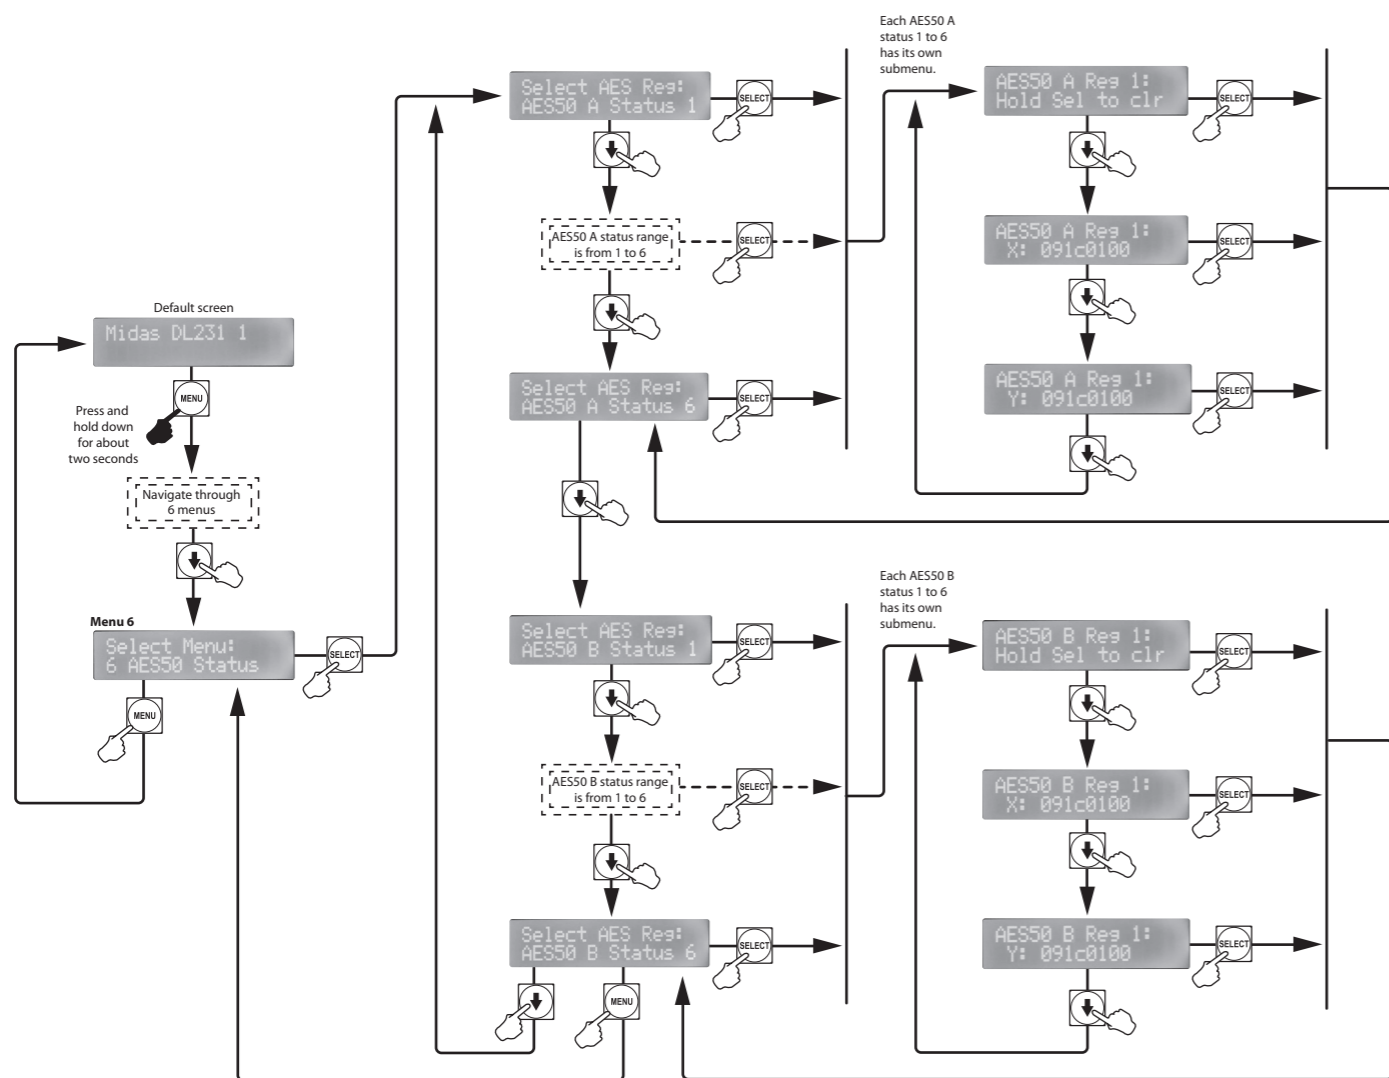 Default screen
Midas DL231 1
MENU
Press and
hold down
for about
two seconds
Navigate through
6 menus
Menu 6
Select Menu:
6 AES50 Status
SELECT
MENU
Select AES Reg:
AES50 A Status 1
SELECT
AES50 A status range
is from 1 to 6
SELECT
Select AES Reg:
AES50 A Status 6
SELECT
Select AES Reg:
AES50 B Status 1
SELECT
AES50 B status range
is from 1 to 6
SELECT
Select AES Reg:
AES50 B Status 6
SELECT
MENU
Each AES50 A
status 1 to 6
has its own
submenu.
AES50 A Reg 1:
Hold Sel to clr
SELECT
AES50 A Reg 1:
X: 091c0100
SELECT
AES50 A Reg 1:
Y: 091c0100
SELECT
Each AES50 B
status 1 to 6
has its own
submenu.
AES50 B Reg 1:
Hold Sel to clr
SELECT
AES50 B Reg 1:
X: 091c0100
SELECT
AES50 B Reg 1:
Y: 091c0100
SELECT